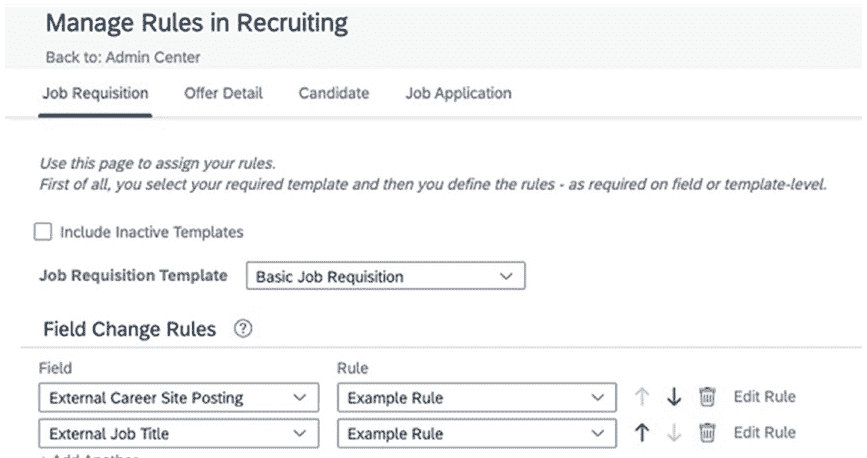 Manage Rules in Recruiting
Back to: Admin Center
Job Requisition Offer Detail Candidate Job Application
Use this page to assign your rules.
First of all, you select your required template and then you define the rules - as required on field or template-level.
Include Inactive Templates
Job Requisition Template Basic Job Requisition
Field Change Rules ?
Field Rule
External Career Site Posting Example Rule Edit Rule
External Job Title Example Rule Edit Rule
+ Add Another